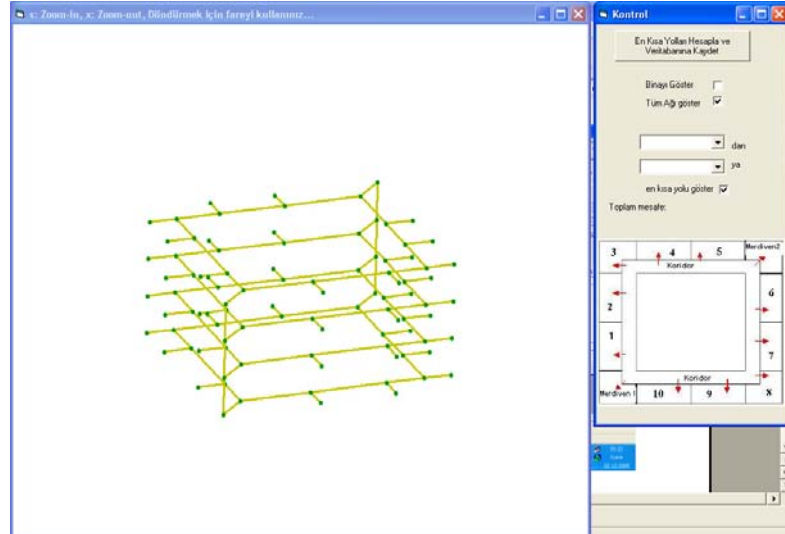 s: Zoom-in, x: Zoom-out, Döndürmek için fareyi kullanınız...
Kontrol
En Kısa Yolları Hesapla ve
Veritabanına Kaydet
Binayı Göster
Tüm Ağı göster
dan
ya
en kısa yolu göster
Toplam mesafe:
3
4
5
Merdiven2
Koridor
2
6
1
7
Koridor
Merdiven 1
10
9
8